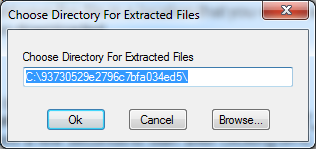 Choose Directory For Extracted Files
Choose Directory For Extracted Files
C:\93730529e2796c7bfa034ed5\
Ok
Cancel
Browse...